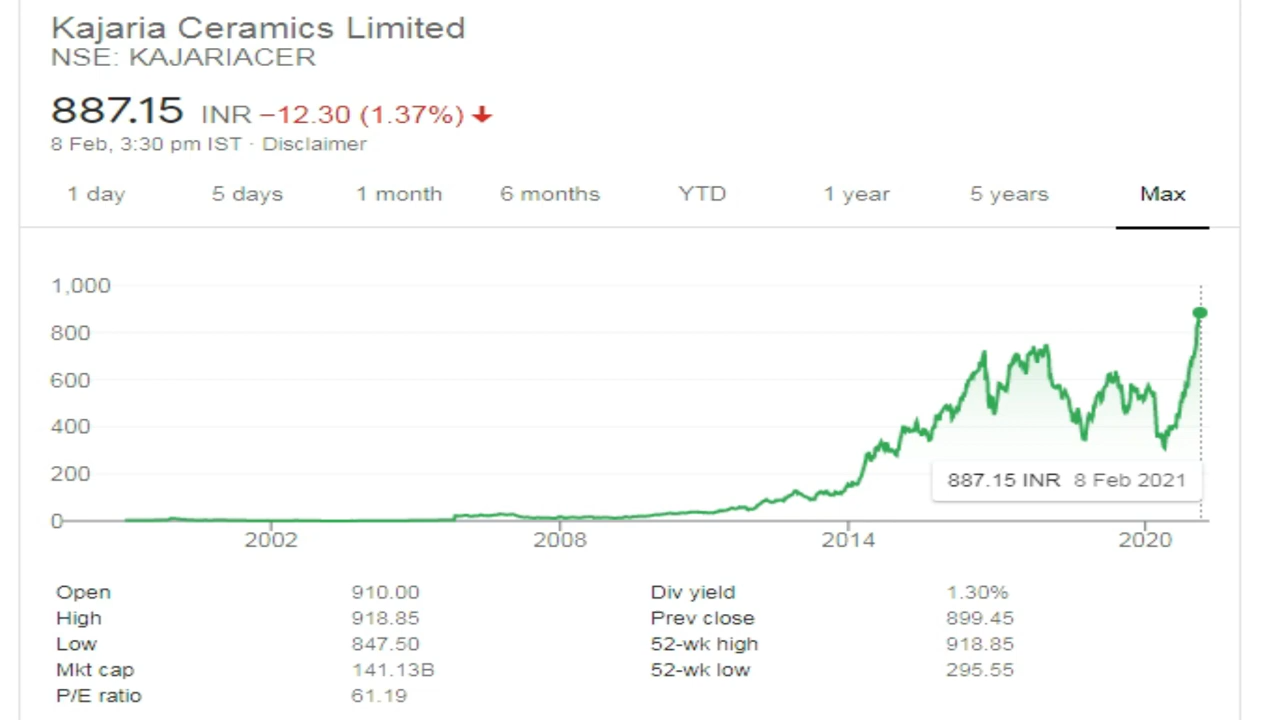 Kajaria Ceramics Limited
NSE: KAJARIACER
887.15 INR −12.30 (1.37%)
8 Feb, 3:30 pm IST · Disclaimer
1 day 5 days 1 month 6 months YTD 1 year 5 years Max
1,000
800
600
400
200
0
887.15 INR 8 Feb 2021
2002 2008 2014 2020
Open 910.00 Div yield 1.30%
High 918.85 Prev close 899.45
Low 847.50 52-wk high 918.85
Mkt cap 141.13B 52-wk low 295.55
P/E ratio 61.19